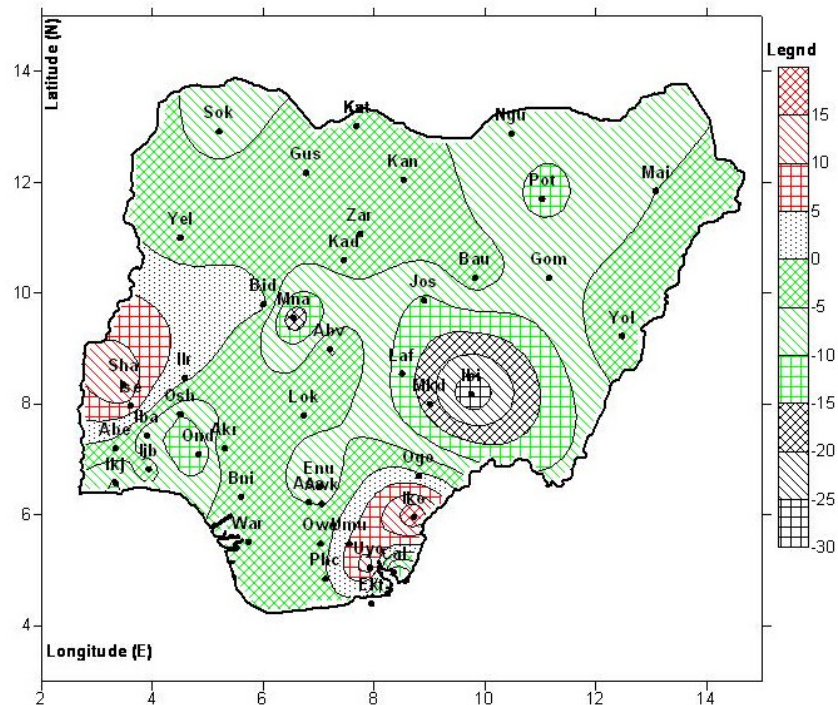 Latitude (N)
Legnd
14
12
10
8
6
4
2 4 6 8 10 12 14
Longitude (E)
15
10
5
0
-5
-10
-15
-20
-25
-30
Sok
Kat
Ngu
Gus
Kan
Pot
Maj
Yel
Zar
Kad
Bau
Gom
Bid
Mna
Jos
Abv
Yol
Sha
Ise
Ilr
Laf
Ibi
Osh
Lok
Mkd
Abe
Iba
Akr
Ond
Ikj
Ijb
Enu
Awk
Ogo
Bni
Iko
War
Owe
Umu
Uyo
Cal
Phc
Ekt